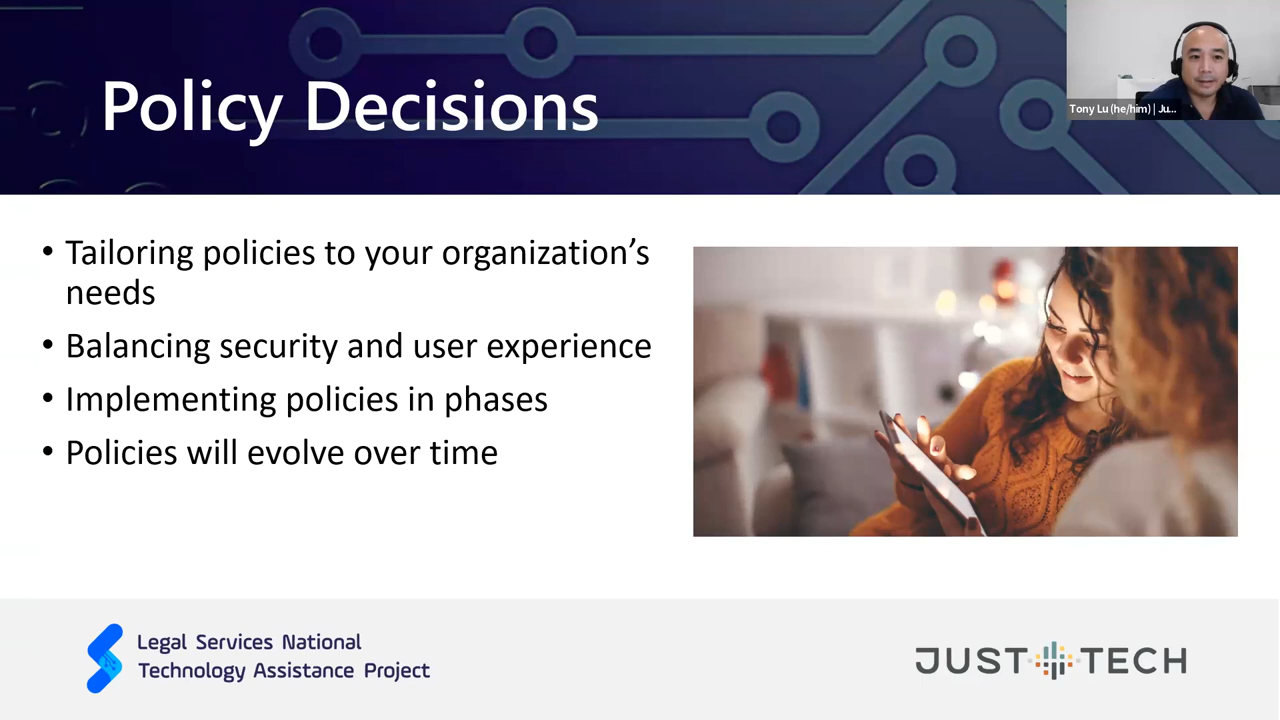 Policy Decisions
Tony Lu (he/him) | Ju...
• Tailoring policies to your organization’s
needs
• Balancing security and user experience
• Implementing policies in phases
• Policies will evolve over time
Legal Services National
Technology Assistance Project
JUST TECH